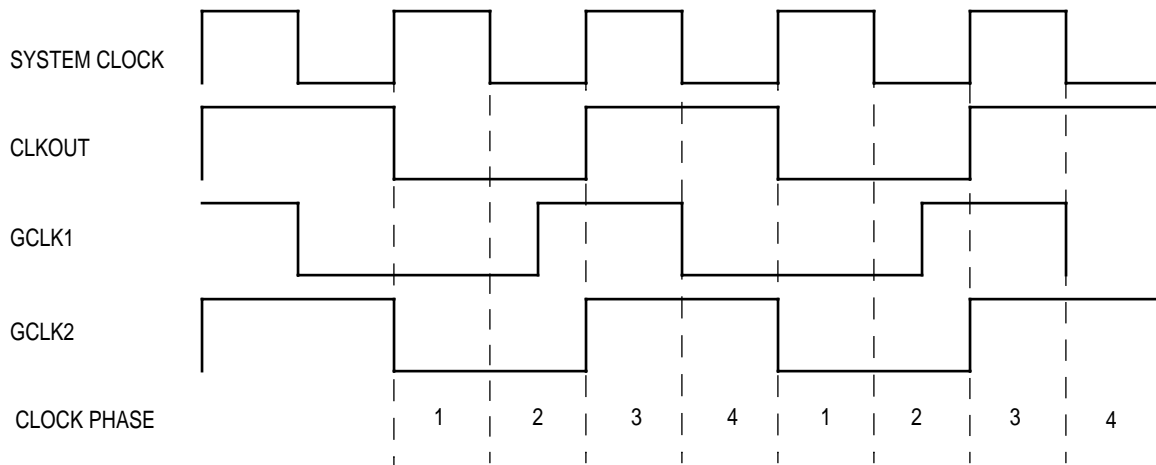 SYSTEM CLOCK
CLKOUT
GCLK1
GCLK2
CLOCK PHASE 1 2 3 4 1 2 3 4